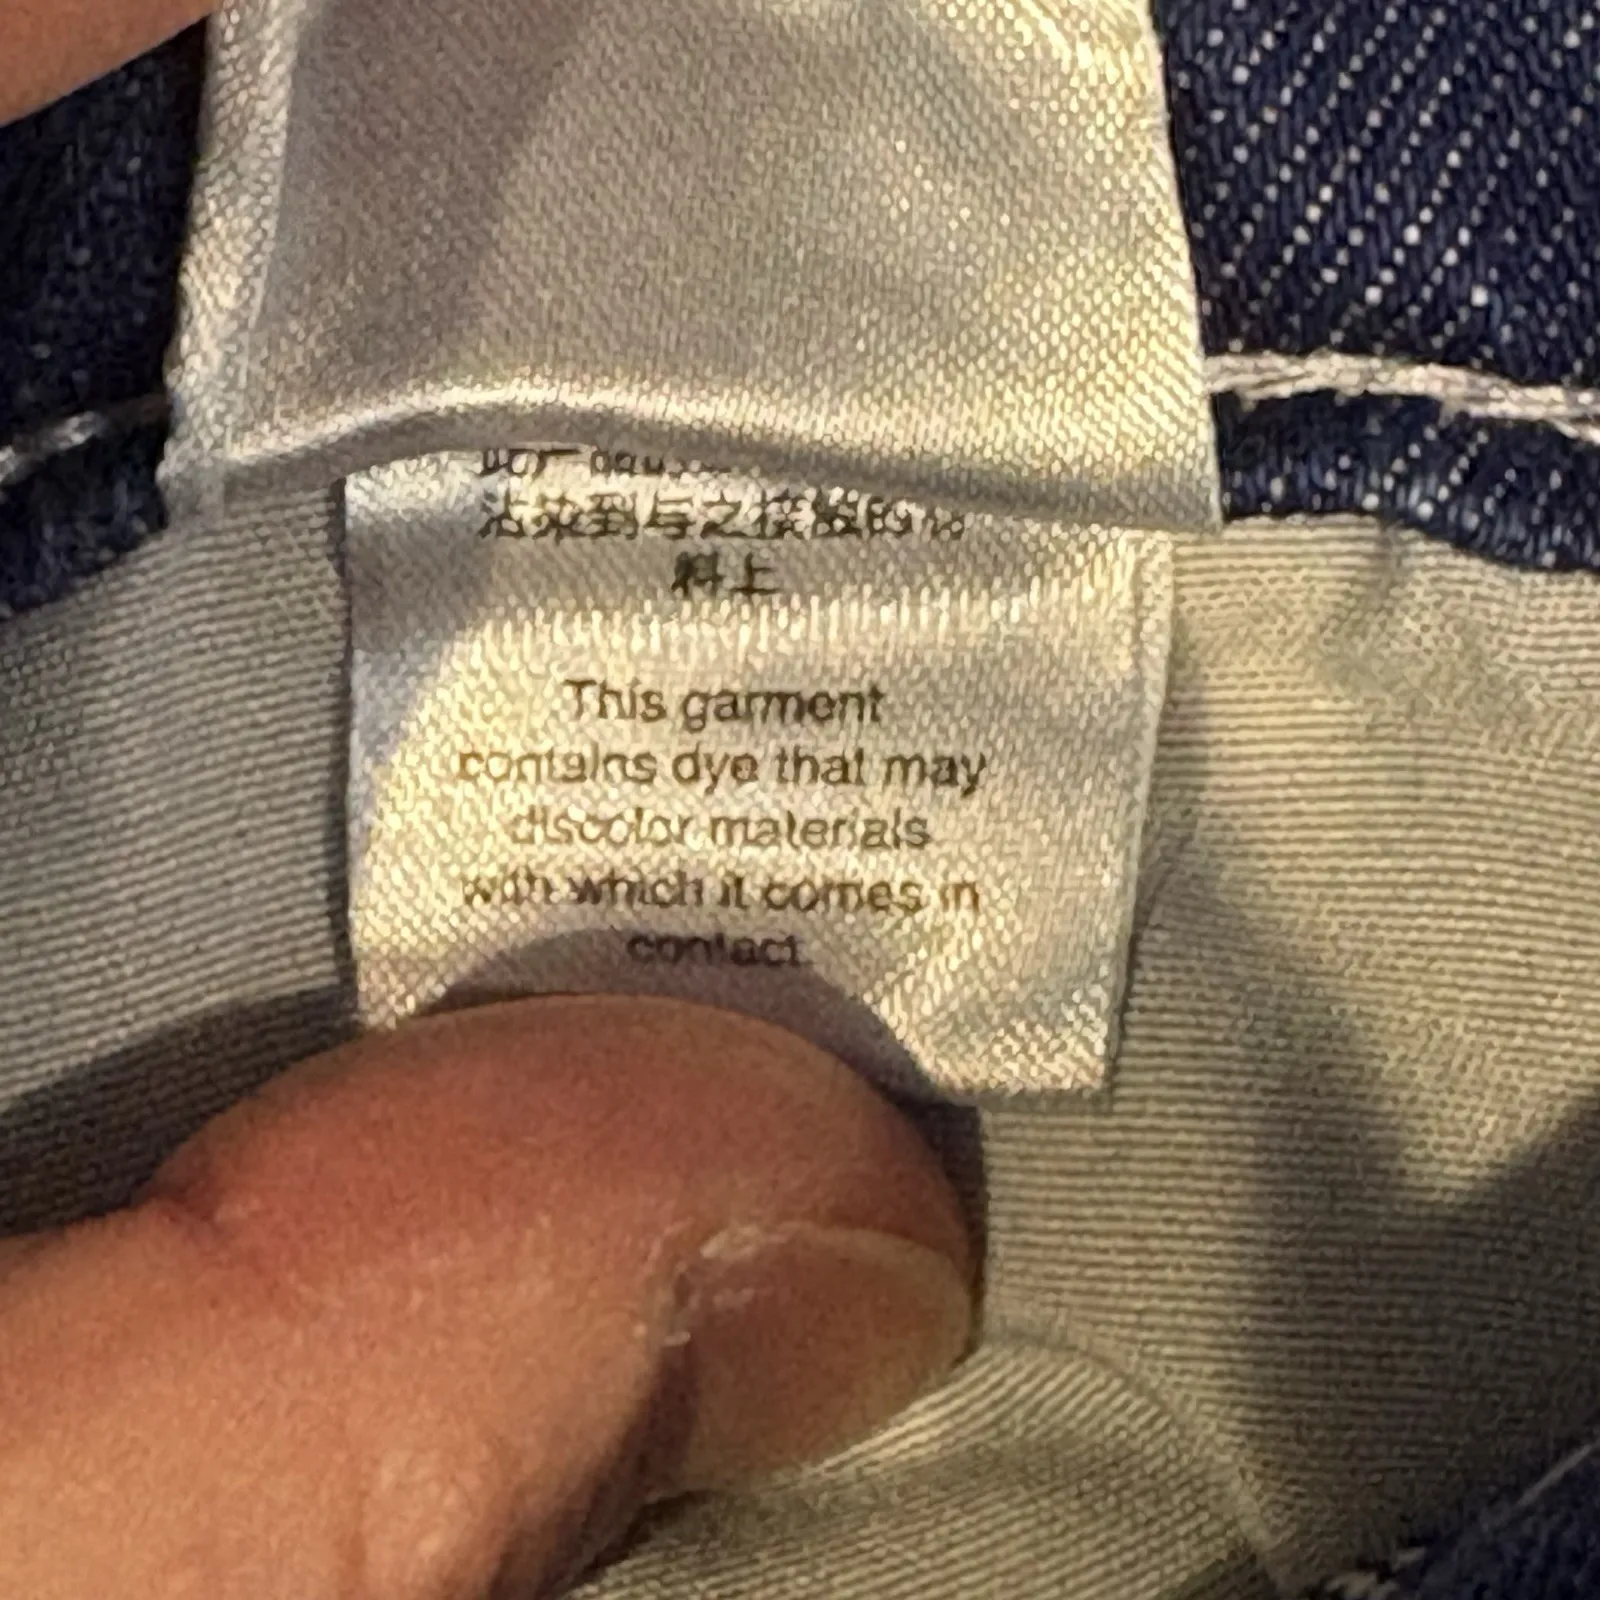 沾染到与之接触的材
料上
This garment
contains dye that may
discolor materials
with which it comes in
contact.